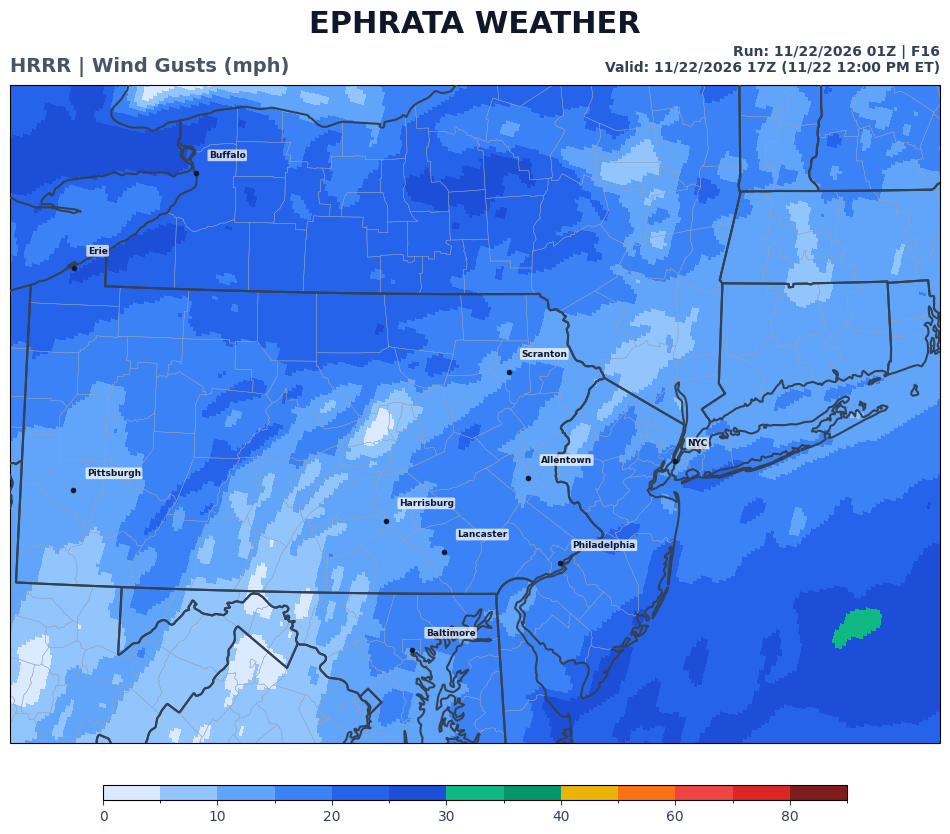 EPHRATA WEATHER
HRRR | Wind Gusts (mph)
Run: 11/22/2026 01Z | F16
Valid: 11/22/2026 17Z (11/22 12:00 PM ET)
Buffalo
Erie
Scranton
NYC
Allentown
Pittsburgh
Harrisburg
Lancaster
Philadelphia
Baltimore
0 10 20 30 40 60 80